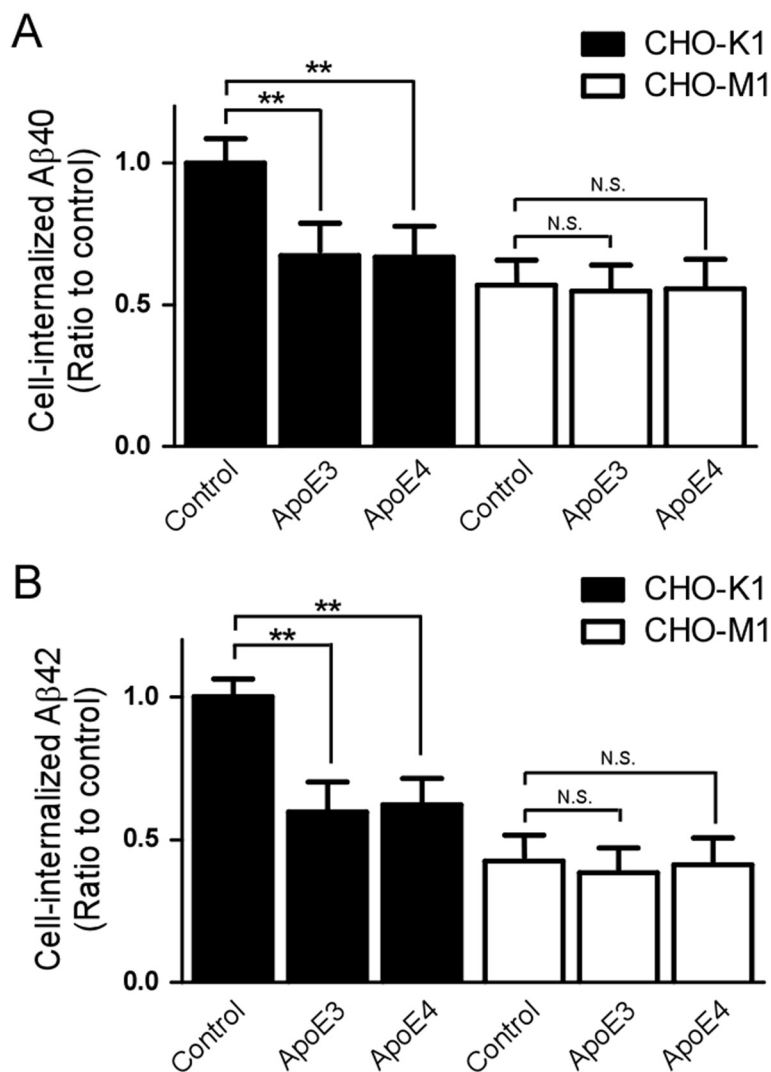 A
CHO-K1
CHO-M1
Cell-internalized Aβ40
(Ratio to control)
1.0
0.5
0.0
**
**
N.S.
N.S.
Control
ApoE3
ApoE4
Control
ApoE3
ApoE4
B
CHO-K1
CHO-M1
Cell-internalized Aβ42
(Ratio to control)
1.0
0.5
0.0
**
**
N.S.
N.S.
Control
ApoE3
ApoE4
Control
ApoE3
ApoE4